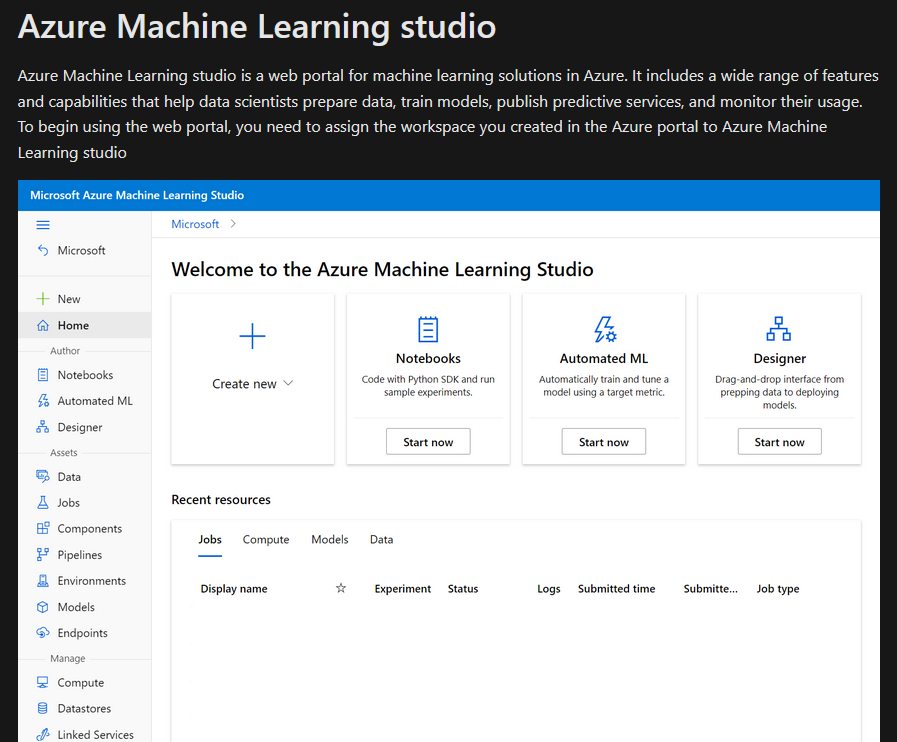 Azure Machine Learning studio
Azure Machine Learning studio is a web portal for machine learning solutions in Azure. It includes a wide range of features
and capabilities that help data scientists prepare data, train models, publish predictive services, and monitor their usage.
To begin using the web portal, you need to assign the workspace you created in the Azure portal to Azure Machine
Learning studio
Microsoft Azure Machine Learning Studio
Microsoft
Microsoft
New
Home
Author
Notebooks
Automated ML
Designer
Assets
Data
Jobs
Components
Pipelines
Environments
Models
Endpoints
Manage
Compute
Datastores
Linked Services
Welcome to the Azure Machine Learning Studio
Create new
Notebooks
Code with Python SDK and run
sample experiments.
Start now
Automated ML
Automatically train and tune a
model using a target metric.
Start now
Designer
Drag-and-drop interface from
prepping data to deploying
models.
Start now
Recent resources
Jobs Compute Models Data
Display name Experiment Status Logs Submitted time Submitte... Job type